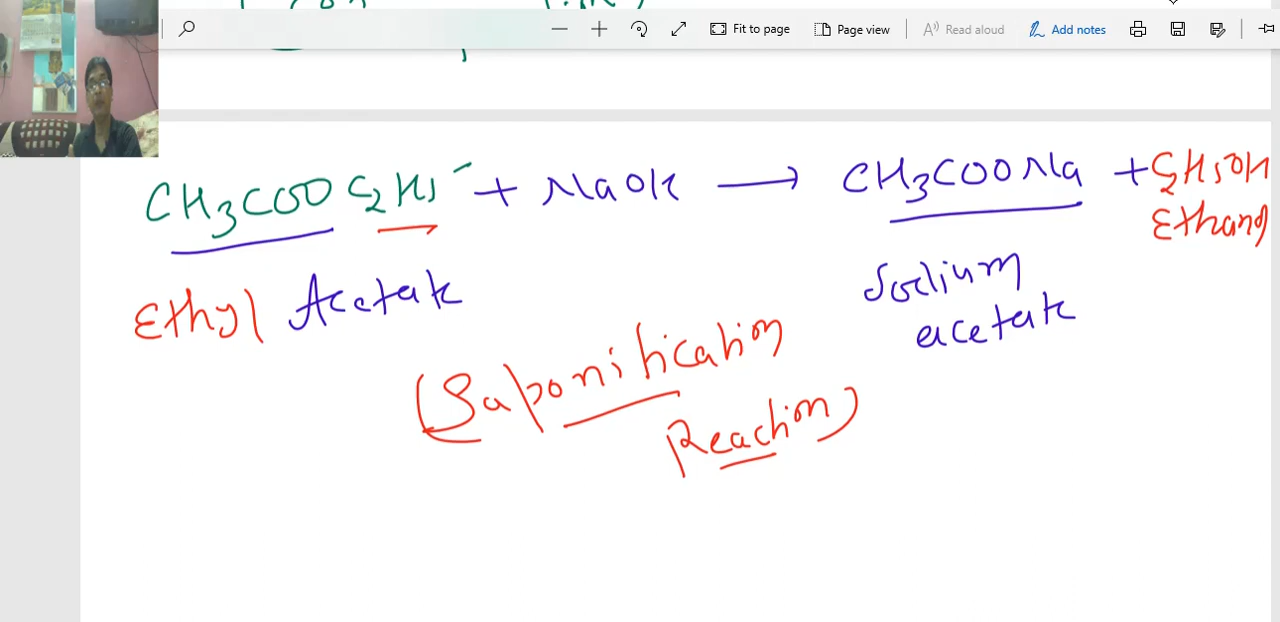 Fit to page
Page view
Read aloud
Add notes
CH3COOC2H5 + NaOH → CH3COONa + C2H5OH
Ethanol
Ethyl Acetate
Sodium
acetate
(Saponification
Reaction)